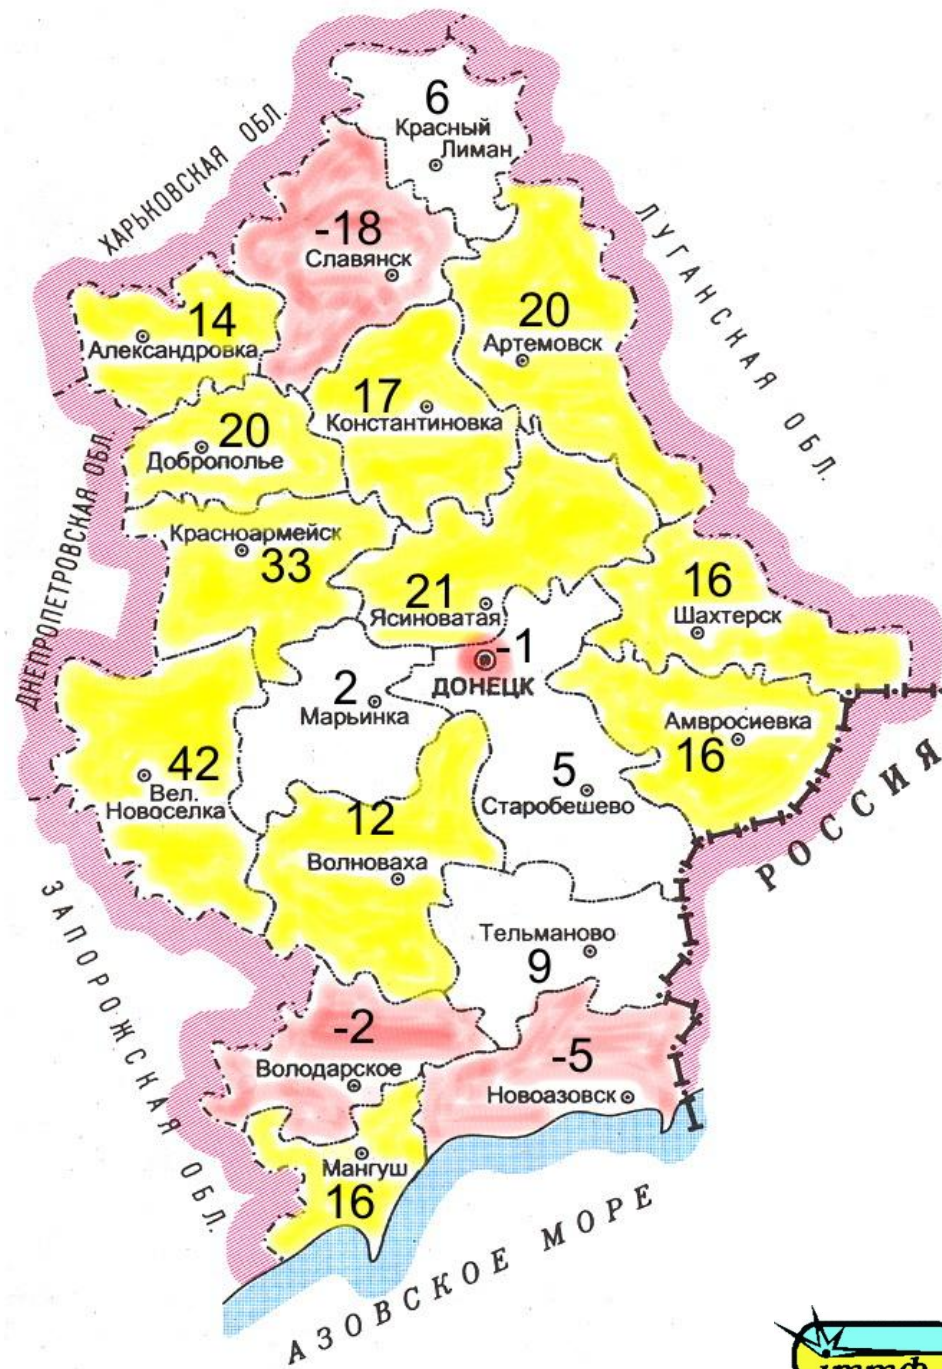 6
Красный
Лиман
ХАРЬКОВСКАЯ ОБЛ.
-18
Славянск
ЛУГАНСКАЯ ОБЛ.
14
Александровка
20
Артемовск
17
Константиновка
20
Доброполье
ДНЕПРОПЕТРОВСКАЯ ОБЛ.
Красноармейск
33
21
Ясиноватая
16
Шахтерск
-1
ДОНЕЦК
2
Марьинка
Амвросиевка
16
42
Вел.
Новоселка
5
Старобешево
12
Волноваха
РОССИЯ
ЗАПОРОЖСКАЯ ОБЛ.
Тельманово
9
-2
Володарское
-5
Новоазовск
Мангуш
16
АЗОВСКОЕ МОРЕ